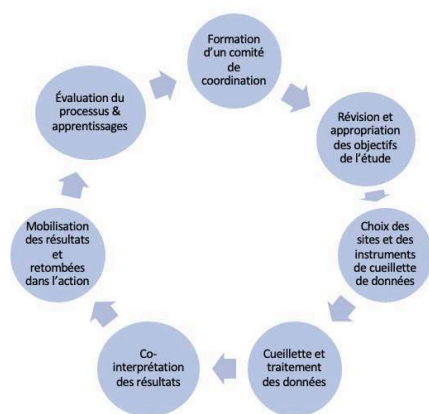 Formation
d'un comité
de
coordination
Révision et
appropriation
des objectifs
de l'étude
Choix des
sites et des
instruments
de cueillette
de données
Cueillette et
traitement
des données
Co-
interprétation
des résultats
Mobilisation
des résultats
et
retombées
dans l'action
Évaluation du
processus &
apprentissages